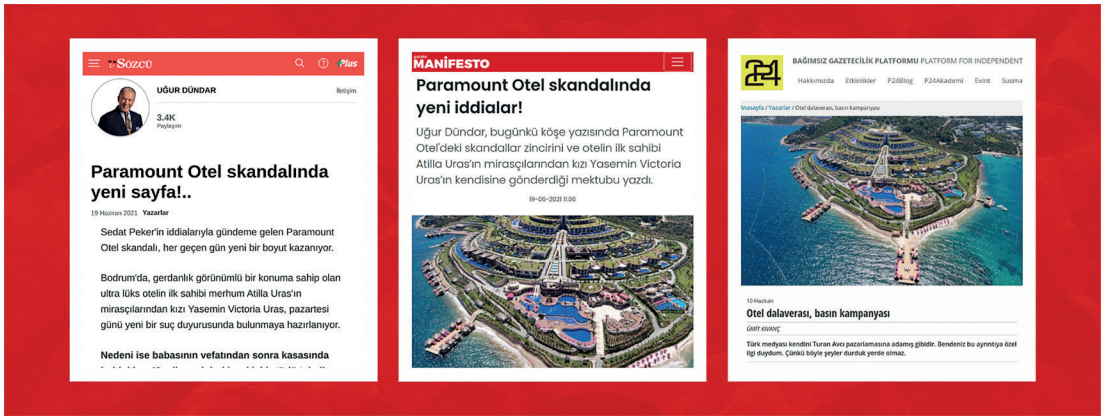 Sözcü
Plus
UĞUR DÜNDAR
İletişim
3.4K
Paylaşım
Paramount Otel skandalında
yeni sayfa!..
19 Haziran 2021 Yazarlar
Sedat Peker'in iddialarıyla gündeme gelen Paramount
Otel skandalı, her geçen gün yeni bir boyut kazanıyor.
Bodrum'da, gerdanlık görünümlü bir konuma sahip olan
ultra lüks otelin ilk sahibi merhum Atilla Uras'ın
mirasçılarından kızı Yasemin Victoria Uras, pazartesi
günü yeni bir suç duyurusunda bulunmaya hazırlanıyor.
Nedeni ise babasının vefatından sonra kasasında
MANİFESTO
Paramount Otel skandalında
yeni iddialar!
Uğur Dündar, bugünkü köşe yazısında Paramount
Otel'deki skandallar zincirini ve otelin ilk sahibi
Atilla Uras'ın mirasçılarından kızı Yasemin Victoria
Uras'ın kendisine gönderdiği mektubu yazdı.
19-06-2021 11:06
P24
BAĞIMSIZ GAZETECİLİK PLATFORMU PLATFORM FOR INDEPENDENT
Hakkımızda Etkinlikler P24Blog P24Akademi Exint Susma
Anasayfa / Yazarlar / Otel dalaverası, basın kampanyası
10 Haziran
Otel dalaverası, basın kampanyası
ÜMİT KIVANÇ
Türk medyası kendini Turan Avcı pazarlamasına adamış gibidir. Bendeniz bu ayrıntıya özel
ilgi duydum. Çünkü böyle şeyler durduk yerde olmaz.